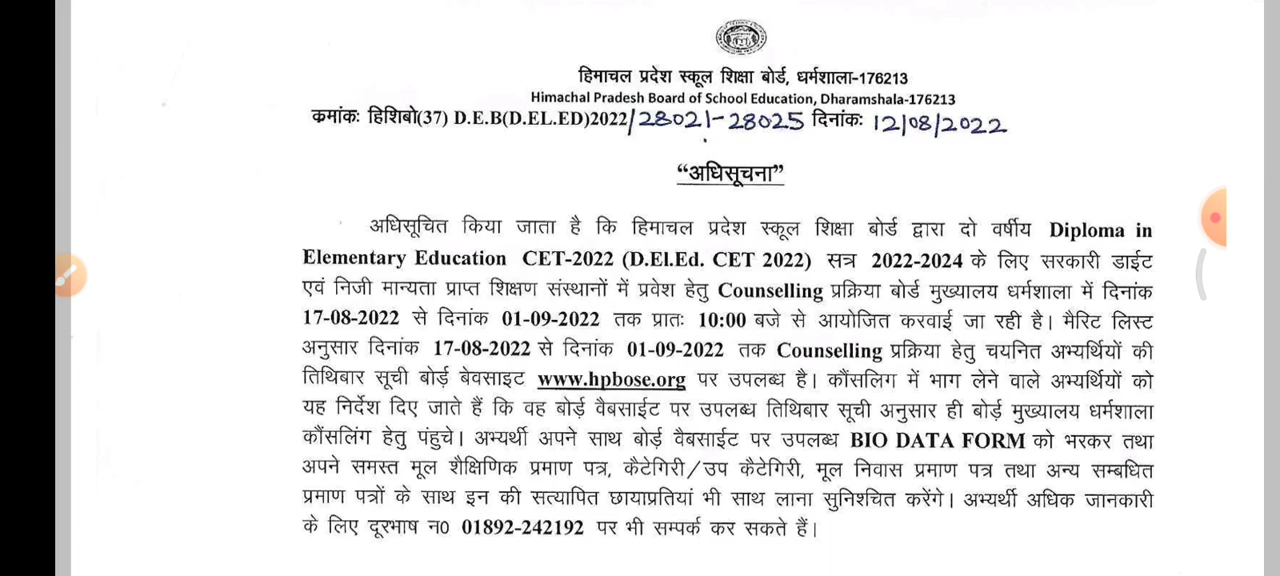 हिमाचल प्रदेश स्कूल शिक्षा बोर्ड, धर्मशाला-176213
Himachal Pradesh Board of School Education, Dharamshala-176213
क्रमांकः हिशिबो(37) D.E.B(D.EL.ED)2022/28021-28025 दिनांकः 12/08/2022
“अधिसूचना”
अधिसूचित किया जाता है कि हिमाचल प्रदेश स्कूल शिक्षा बोर्ड द्वारा दो वर्षीय Diploma in
Elementary Education CET-2022 (D.El.Ed. CET 2022) सत्र 2022-2024 के लिए सरकारी डाईट
एवं निजी मान्यता प्राप्त शिक्षण संस्थानों में प्रवेश हेतु Counselling प्रक्रिया बोर्ड मुख्यालय धर्मशाला में दिनांक
17-08-2022 से दिनांक 01-09-2022 तक प्रातः 10:00 बजे से आयोजित करवाई जा रही है। मैरिट लिस्ट
अनुसार दिनांक 17-08-2022 से दिनांक 01-09-2022 तक Counselling प्रक्रिया हेतु चयनित अभ्यर्थियों की
तिथिबार सूची बोर्ड़ बेवसाइट www.hpbose.org पर उपलब्ध है। कौंसलिग में भाग लेने वाले अभ्यर्थियों को
यह निर्देश दिए जाते हैं कि वह बोर्ड़ वैबसाईट पर उपलब्ध तिथिबार सूची अनुसार ही बोर्ड़ मुख्यालय धर्मशाला
कौंसलिंग हेतु पंहुचे। अभ्यर्थी अपने साथ बोर्ड़ वैबसाईट पर उपलब्ध BIO DATA FORM को भरकर तथा
अपने समस्त मूल शैक्षिणिक प्रमाण पत्र, कैटेगिरी/उप कैटेगिरी, मूल निवास प्रमाण पत्र तथा अन्य सम्बधित
प्रमाण पत्रों के साथ इन की सत्यापित छायाप्रतियां भी साथ लाना सुनिश्चित करेंगे। अभ्यर्थी अधिक जानकारी
के लिए दूरभाष न0 01892-242192 पर भी सम्पर्क कर सकते हैं।